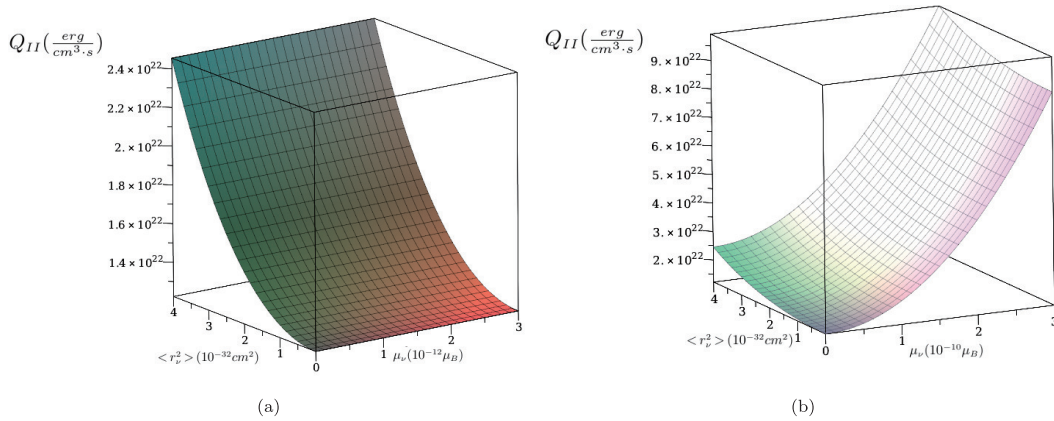 Q_{II}(\frac{erg}{cm^3·s})
2.4 × 10^{22}
2.2 × 10^{22}
2. × 10^{22}
1.8 × 10^{22}
1.6 × 10^{22}
1.4 × 10^{22}
4
3
2
1
0
1
2
3
<r_ν^2>(10^{-32}cm^2)
μ_ν(10^{-12}μ_B)
(a)
Q_{II}(\frac{erg}{cm^3·s})
9. × 10^{22}
8. × 10^{22}
7. × 10^{22}
6. × 10^{22}
5. × 10^{22}
4. × 10^{22}
3. × 10^{22}
2. × 10^{22}
4
3
2
1
0
1
2
3
<r_ν^2>(10^{-32}cm^2)
μ_ν(10^{-10}μ_B)
(b)